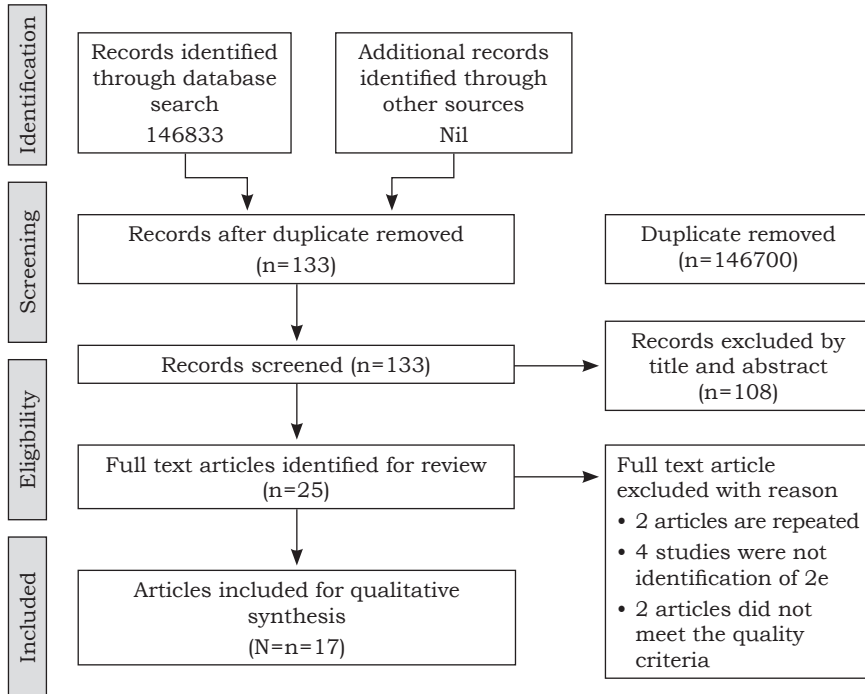 Identification
Records identified
through database
search
146833
Additional records
identified through
other sources
Nil
Screening
Records after duplicate removed
(n=133)
Duplicate removed
(n=146700)
Records screened (n=133)
Records excluded by
title and abstract
(n=108)
Eligibility
Full text articles identified for review
(n=25)
Full text article
excluded with reason
• 2 articles are repeated
• 4 studies were not
identification of 2e
• 2 articles did not
meet the quality
criteria
Included
Articles included for qualitative
synthesis
(N=n=17)